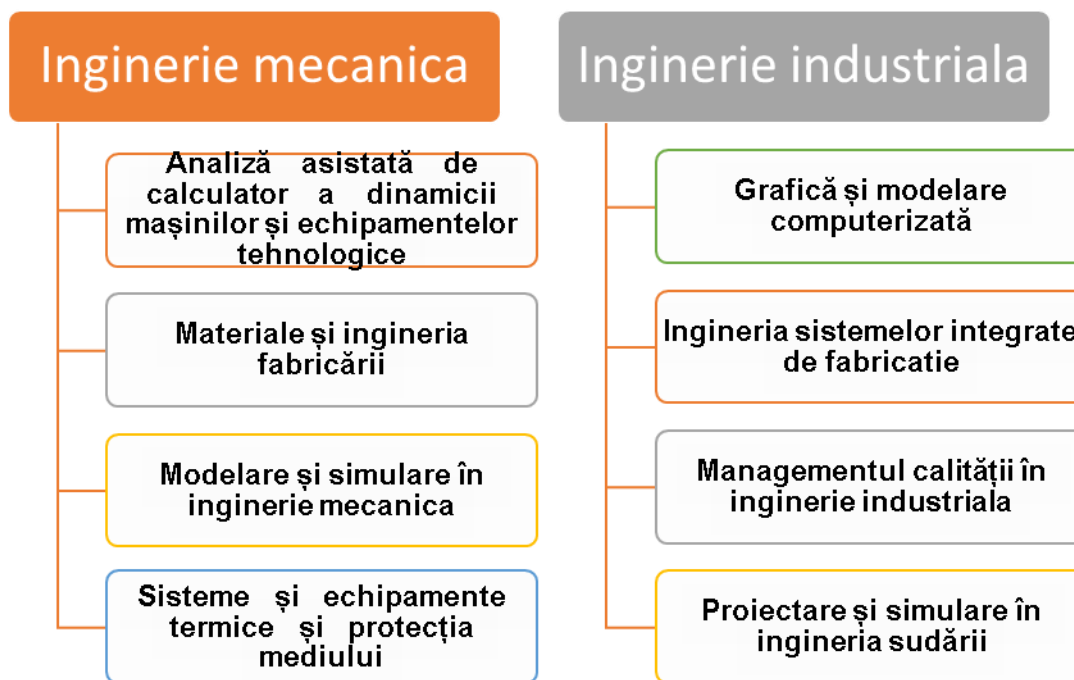 Inginerie mecanica
Analiză asistată de
calculator a dinamicii
mașinilor și echipamentelor
tehnologice
Materiale și ingineria
fabricării
Modelare și simulare în
inginerie mecanica
Sisteme și echipamente
termice și protecția
mediului
Inginerie industriala
Grafică și modelare
computerizată
Ingineria sistemelor integrate
de fabricatie
Managementul calității în
inginerie industriala
Proiectare și simulare în
ingineria sudării